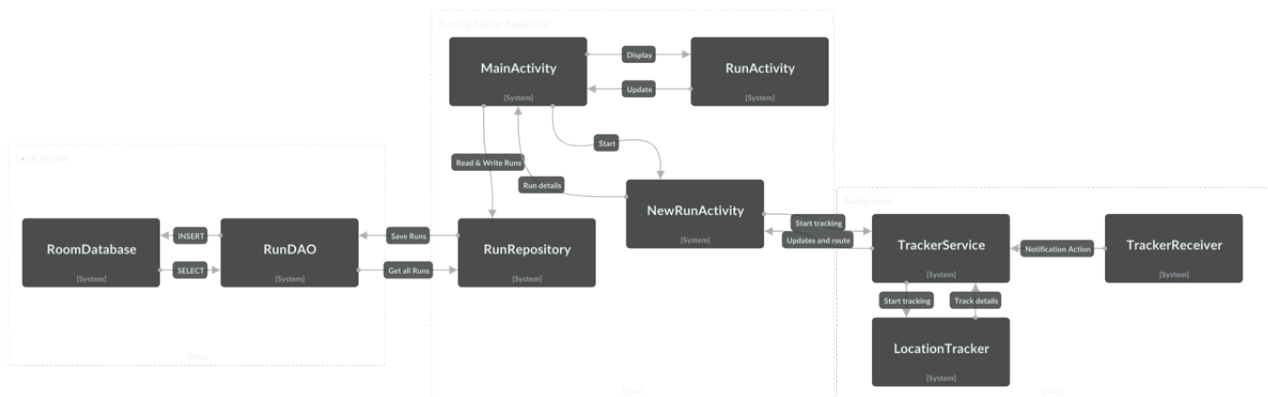 Running Tracker Application
MainActivity
[System]
Display
Update
RunActivity
[System]
Start
Read & Write Runs
Run details
Local Storage
NewRunActivity
[System]
Background
RoomDatabase
[System]
INSERT
SELECT
RunDAO
[System]
Save Runs
Get all Runs
RunRepository
[System]
Start tracking
Updates and route
TrackerService
[System]
Notification Action
TrackerReceiver
[System]
Start tracking
Track details
LocationTracker
[System]